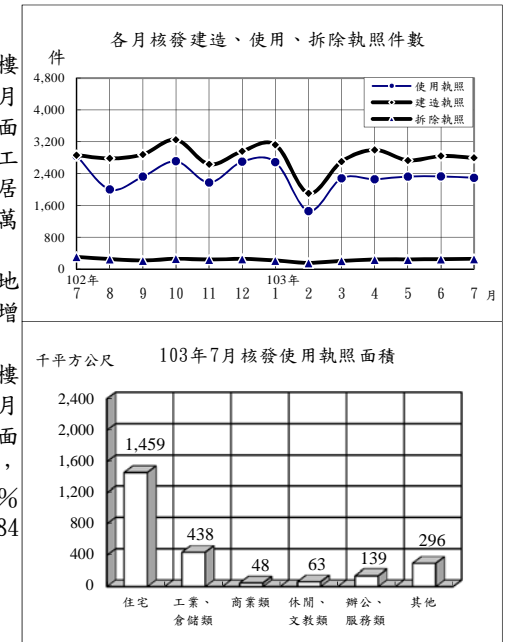 樓
月
面
工
居
萬
地
增
樓
月
面
，
%
84
各月核發建造、使用、拆除執照件數
件
4,800
4,000
3,200
2,400
1,600
800
0
使用執照
建造執照
拆除執照
102年 103年
7 8 9 10 11 12 1 2 3 4 5 6 7 月
千平方公尺 103年7月核發使用執照面積
2,400
2,000
1,600
1,200
800
400
0
1,459 438 48 63 139 296
住宅 工業、 商業類 休閒、 辦公、 其他
倉儲類 文教類 服務類